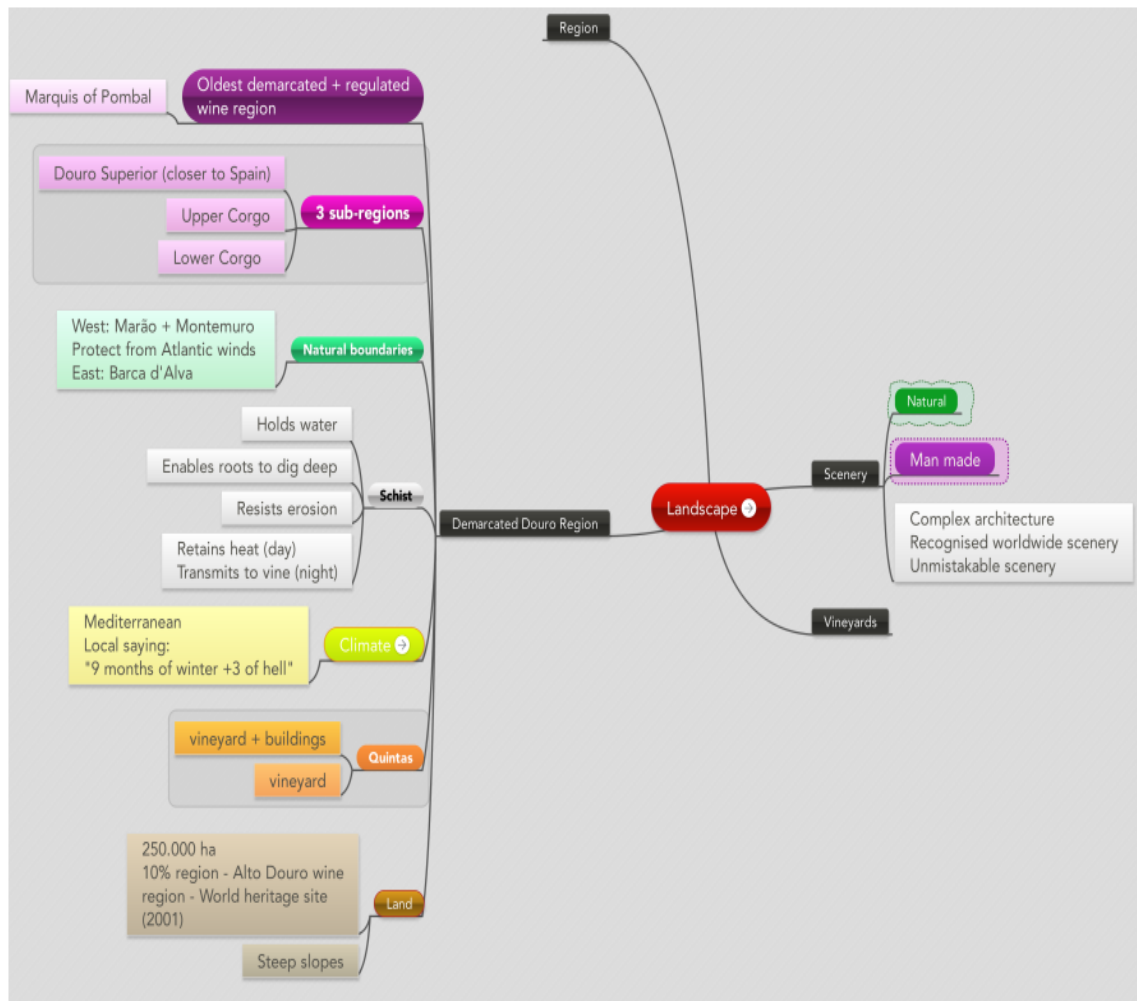 Region
Oldest demarcated + regulated
wine region
Marquis of Pombal
3 sub-regions
Douro Superior (closer to Spain)
Upper Corgo
Lower Corgo
Natural boundaries
West: Marão + Montemuro
Protect from Atlantic winds
East: Barca d'Alva
Schist
Holds water
Enables roots to dig deep
Resists erosion
Retains heat (day)
Transmits to vine (night)
Demarcated Douro Region
Landscape
Climate
Mediterranean
Local saying:
"9 months of winter +3 of hell"
Quintas
vineyard + buildings
vineyard
Land
250.000 ha
10% region - Alto Douro wine
region - World heritage site
(2001)
Steep slopes
Scenery
Natural
Man made
Complex architecture
Recognised worldwide scenery
Unmistakable scenery
Vineyards